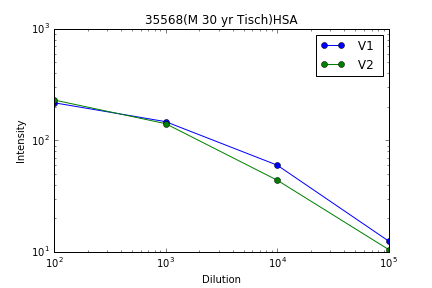 35568(M 30 yr Tisch)HSA
10³
V1
V2
10²
10¹
Intensity
10² 10³ 10⁴ 10⁵
Dilution